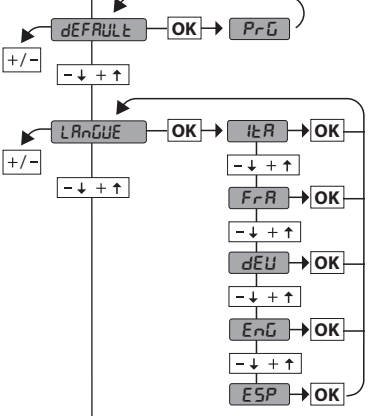 dEFAULt OK PrG
+/-
- ↓ + ↑
LAnGUE OK ItA OK
+/-
- ↓ + ↑
- ↓ + ↑
FrA OK
- ↓ + ↑
dEU OK
- ↓ + ↑
EnG OK
- ↓ + ↑
ESP OK